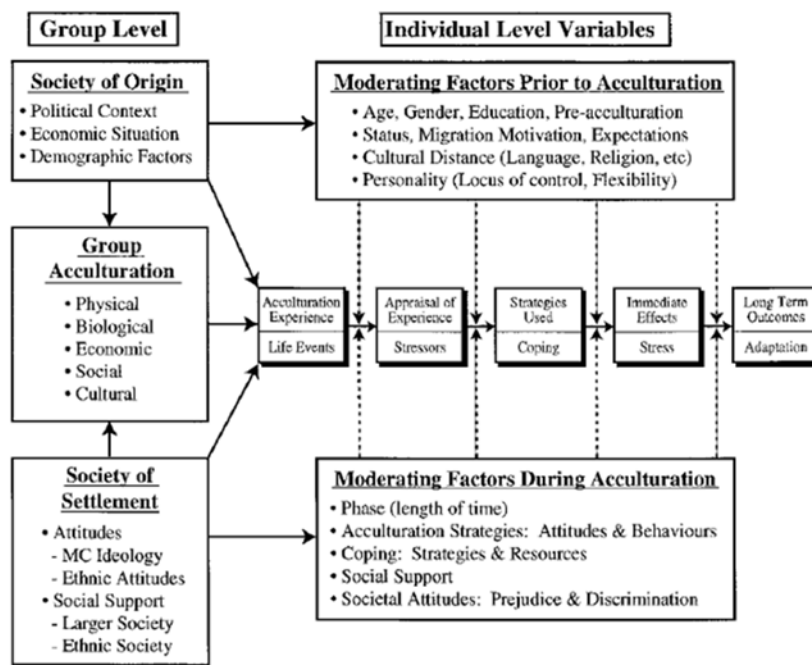 Group Level
Individual Level Variables
Society of Origin
• Political Context
• Economic Situation
• Demographic Factors
Moderating Factors Prior to Acculturation
• Age, Gender, Education, Pre-acculturation
• Status, Migration Motivation, Expectations
• Cultural Distance (Language, Religion, etc)
• Personality (Locus of control, Flexibility)
Group
Acculturation
• Physical
• Biological
• Economic
• Social
• Cultural
Acculturation
Experience
Life Events
Appraisal of
Experience
Stressors
Strategies
Used
Coping
Immediate
Effects
Stress
Long Term
Outcomes
Adaptation
Society of
Settlement
• Attitudes
- MC Ideology
- Ethnic Attitudes
• Social Support
- Larger Society
- Ethnic Society
Moderating Factors During Acculturation
• Phase (length of time)
• Acculturation Strategies: Attitudes & Behaviours
• Coping: Strategies & Resources
• Social Support
• Societal Attitudes: Prejudice & Discrimination